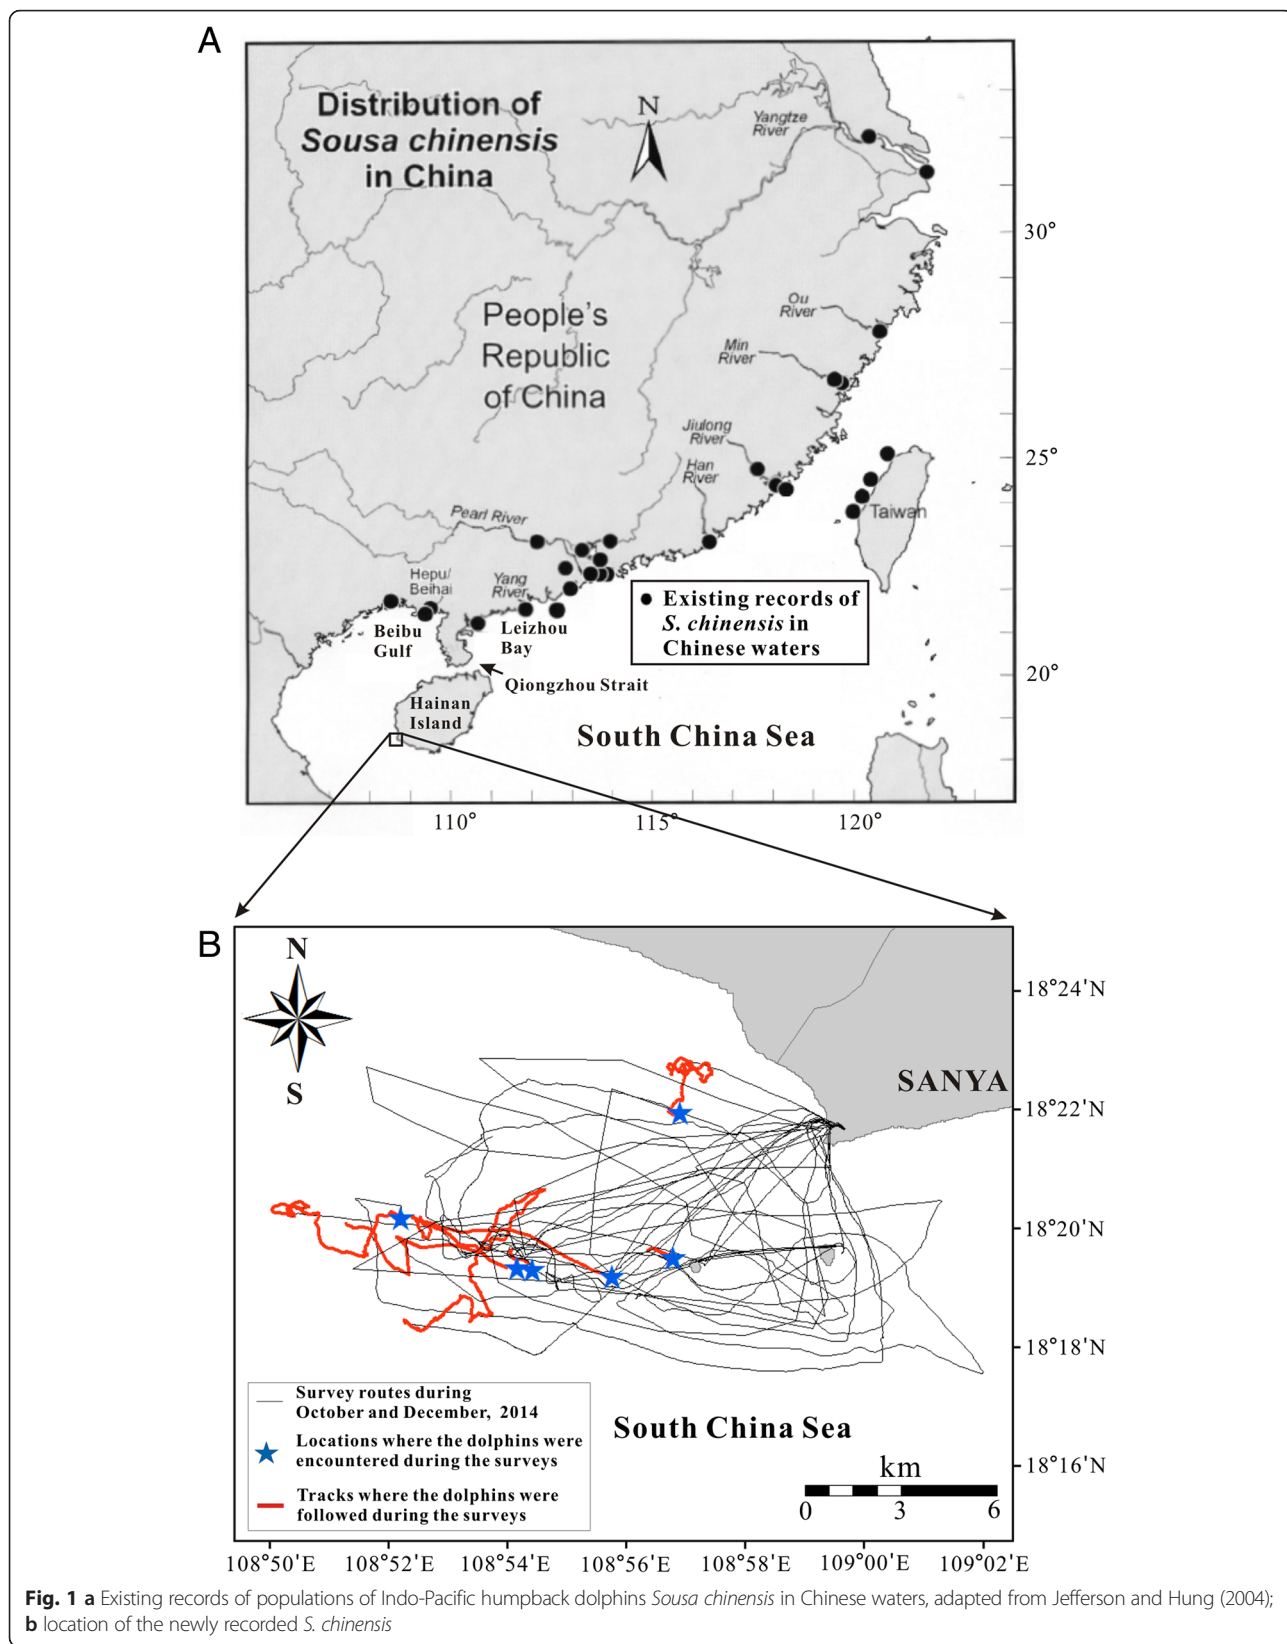 A
Distribution of
Sousa chinensis
in China
N
Yangtze
River
30°
Ou
River
People's
Republic
of China
Min
River
Jiulong
River
Han
River
25°
Taiwan
Pearl River
Hepu/
Beihai
Yang
River
Existing records of
S. chinensis in
Chinese waters
Beibu
Gulf
Leizhou
Bay
20°
Qiongzhou Strait
Hainan
Island
South China Sea
110°
115°
120°
B
N
S
18°24'N
SANYA
18°22'N
18°20'N
18°18'N
Survey routes during
October and December, 2014
Locations where the dolphins were
encountered during the surveys
Tracks where the dolphins were
followed during the surveys
South China Sea
18°16'N
km
0 3 6
108°50'E 108°52'E 108°54'E 108°56'E 108°58'E 109°00'E 109°02'E
Fig. 1 a Existing records of populations of Indo-Pacific humpback dolphins Sousa chinensis in Chinese waters, adapted from Jefferson and Hung (2004);
b location of the newly recorded S. chinensis